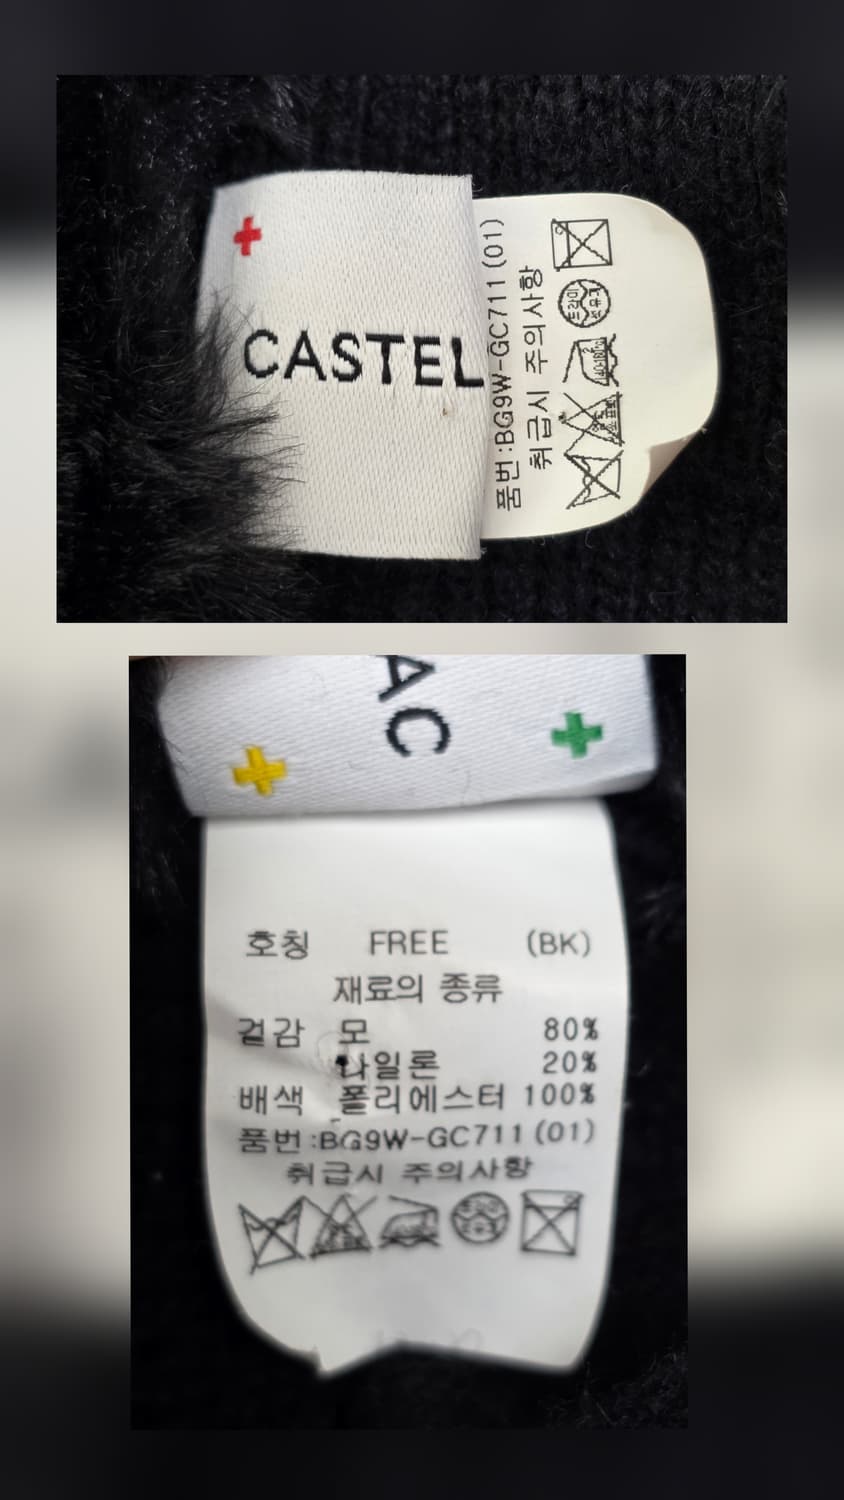 CASTEL
품번:BG9W-GC711(01)
취급시 주의사항
AC
호칭 FREE (BK)
재료의 종류
겉감 모 80%
나일론 20%
배색 폴리에스터 100%
품번:BG9W-GC711(01)
취급시 주의사항